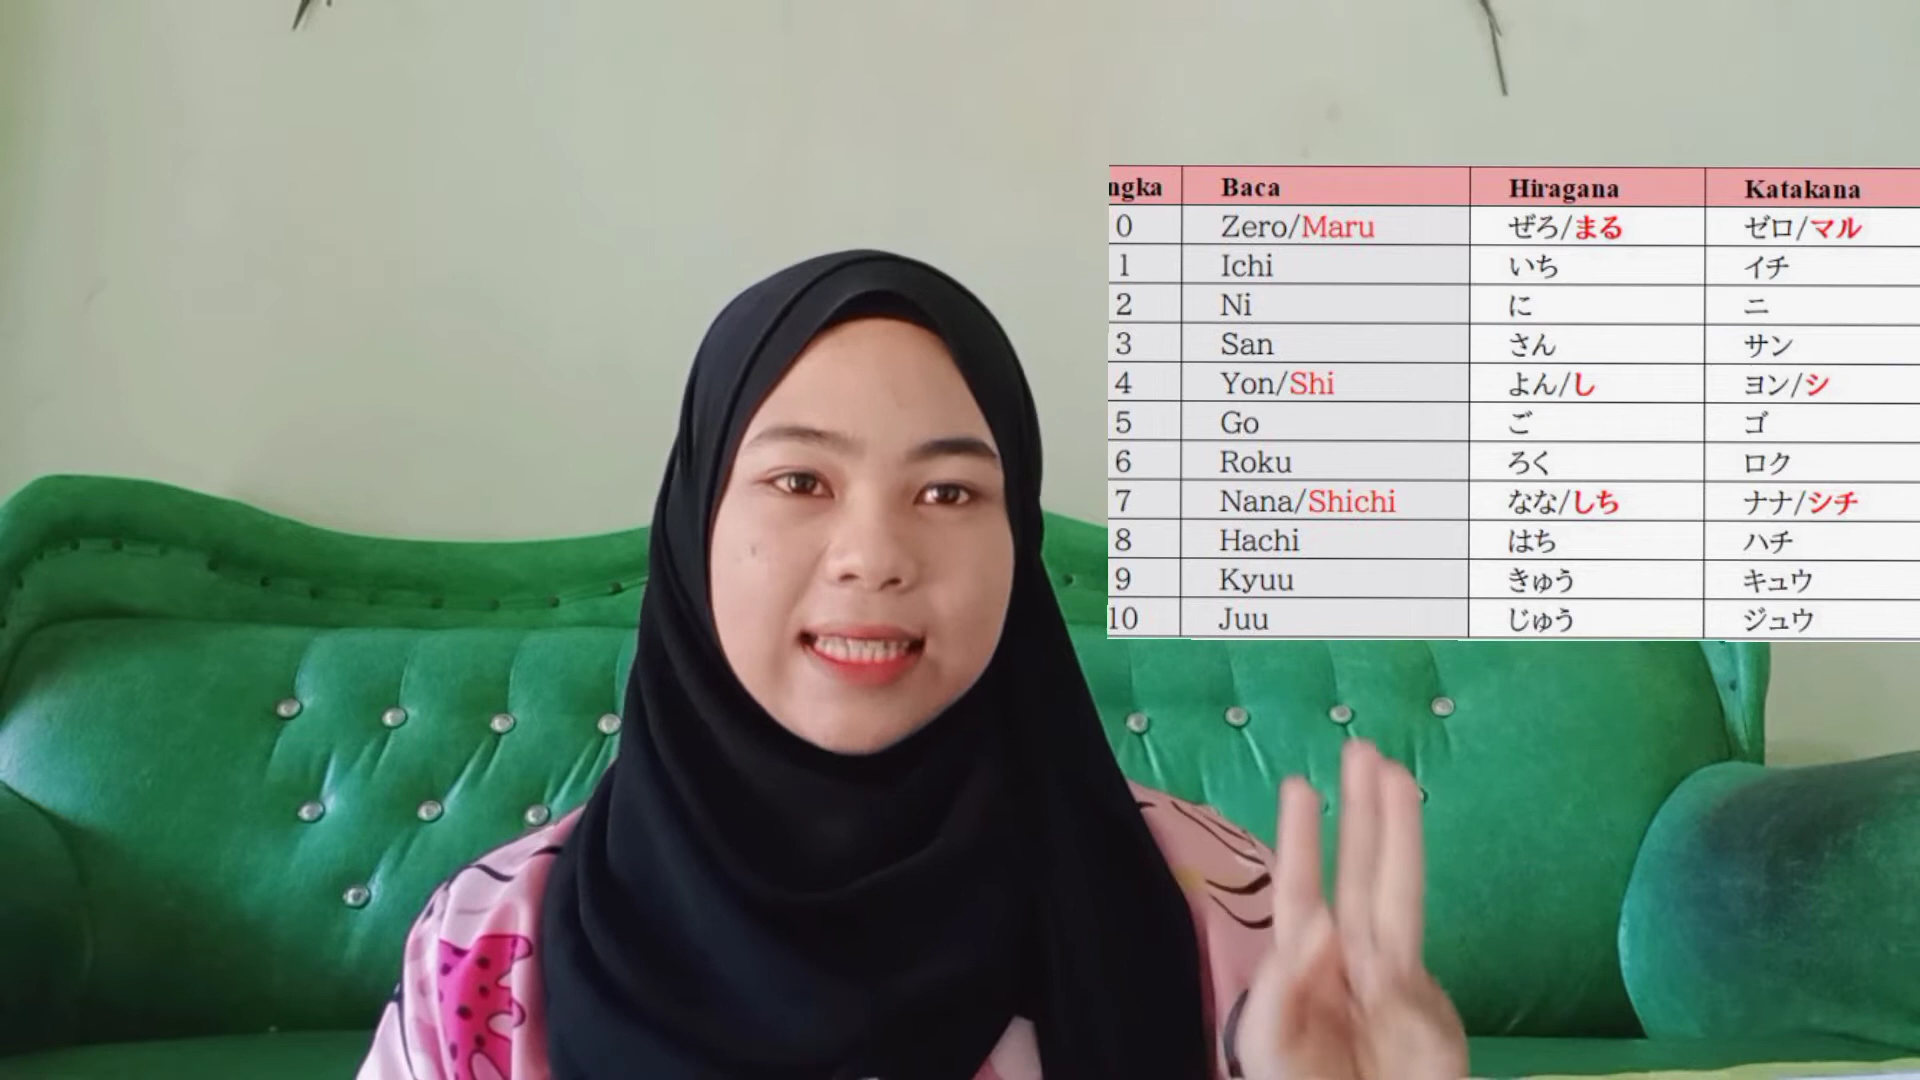 ngka Baca Hiragana Katakana
0 Zero/Maru ぜろ/まる ゼロ/マル
1 Ichi いち イチ
2 Ni に ニ
3 San さん サン
4 Yon/Shi よん/し ヨン/シ
5 Go ご ゴ
6 Roku ろく ロク
7 Nana/Shichi なな/しち ナナ/シチ
8 Hachi はち ハチ
9 Kyuu きゅう キュウ
10 Juu じゅう ジュウ